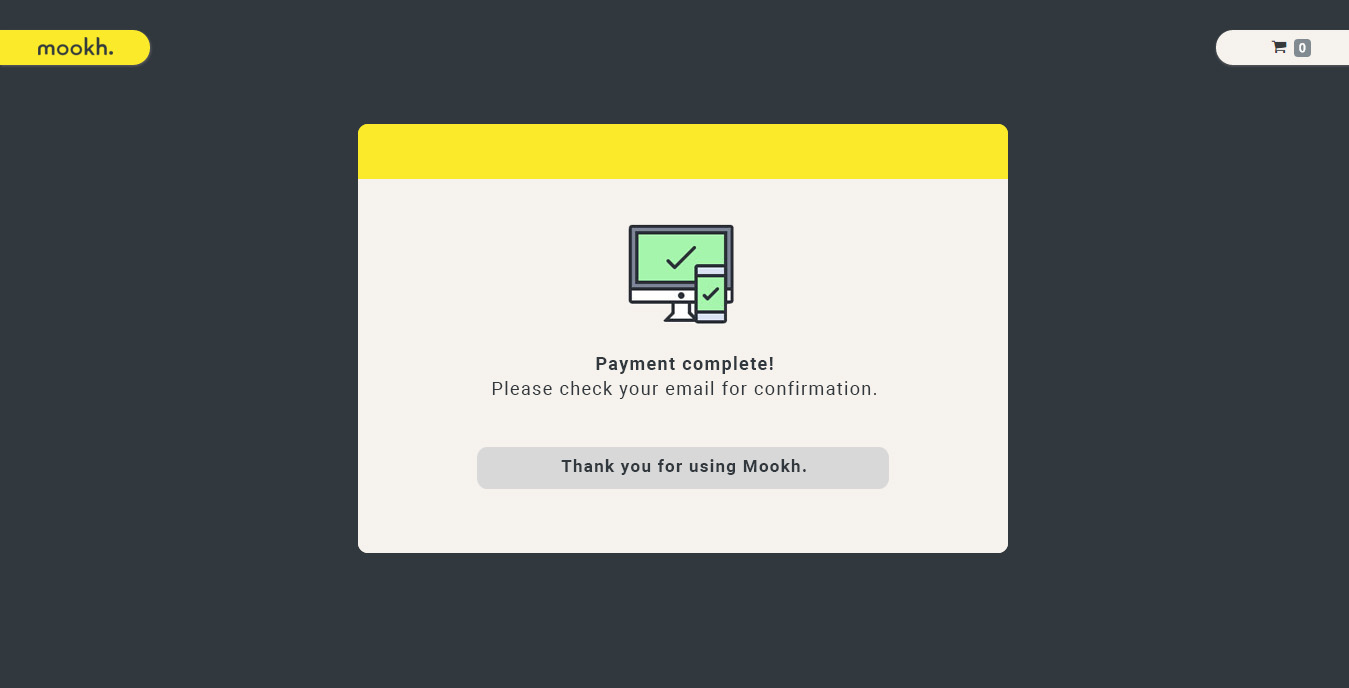 mookh.
0
Payment complete!
Please check your email for confirmation.
Thank you for using Mookh.